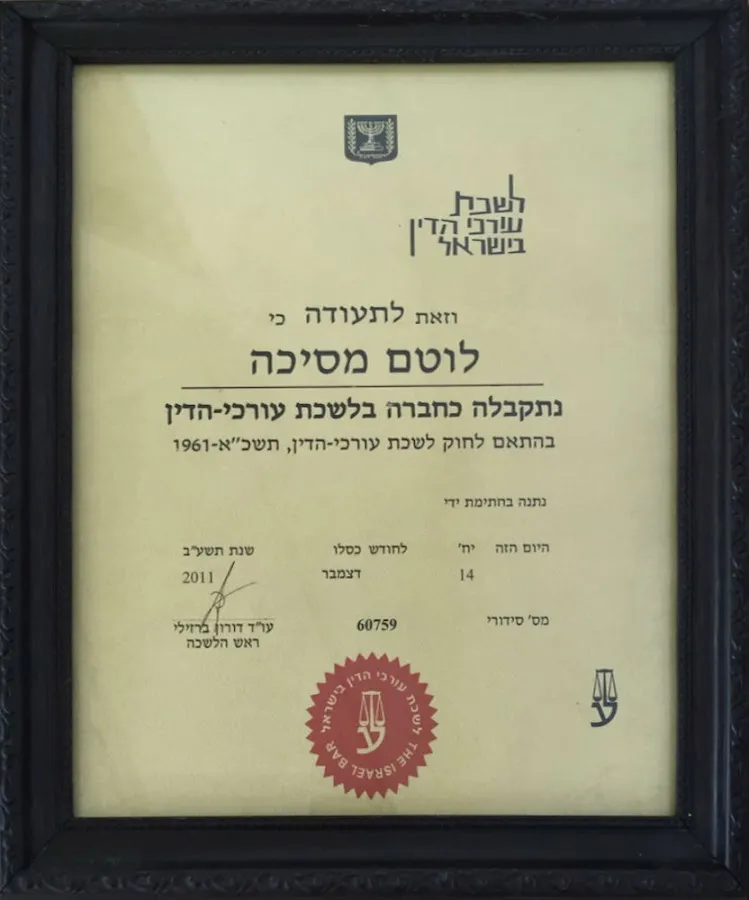 לשכת
עורכי הדין
בישראל
וזאת לתעודה כי
לוטם מסיכה
נתקבלה כחברה בלשכת עורכי-הדין
בהתאם לחוק לשכת עורכי-הדין, תשכ"א-1961
נתנה בחתימת ידי
היום הזה יח' לחודש כסלו שנת תשע"ב
14 דצמבר 2011
מס' סידורי 60759
עו"ד דורון ברזילי
ראש הלשכה
לשכת עורכי הדין בישראל
THE ISRAEL BAR
ע
ע